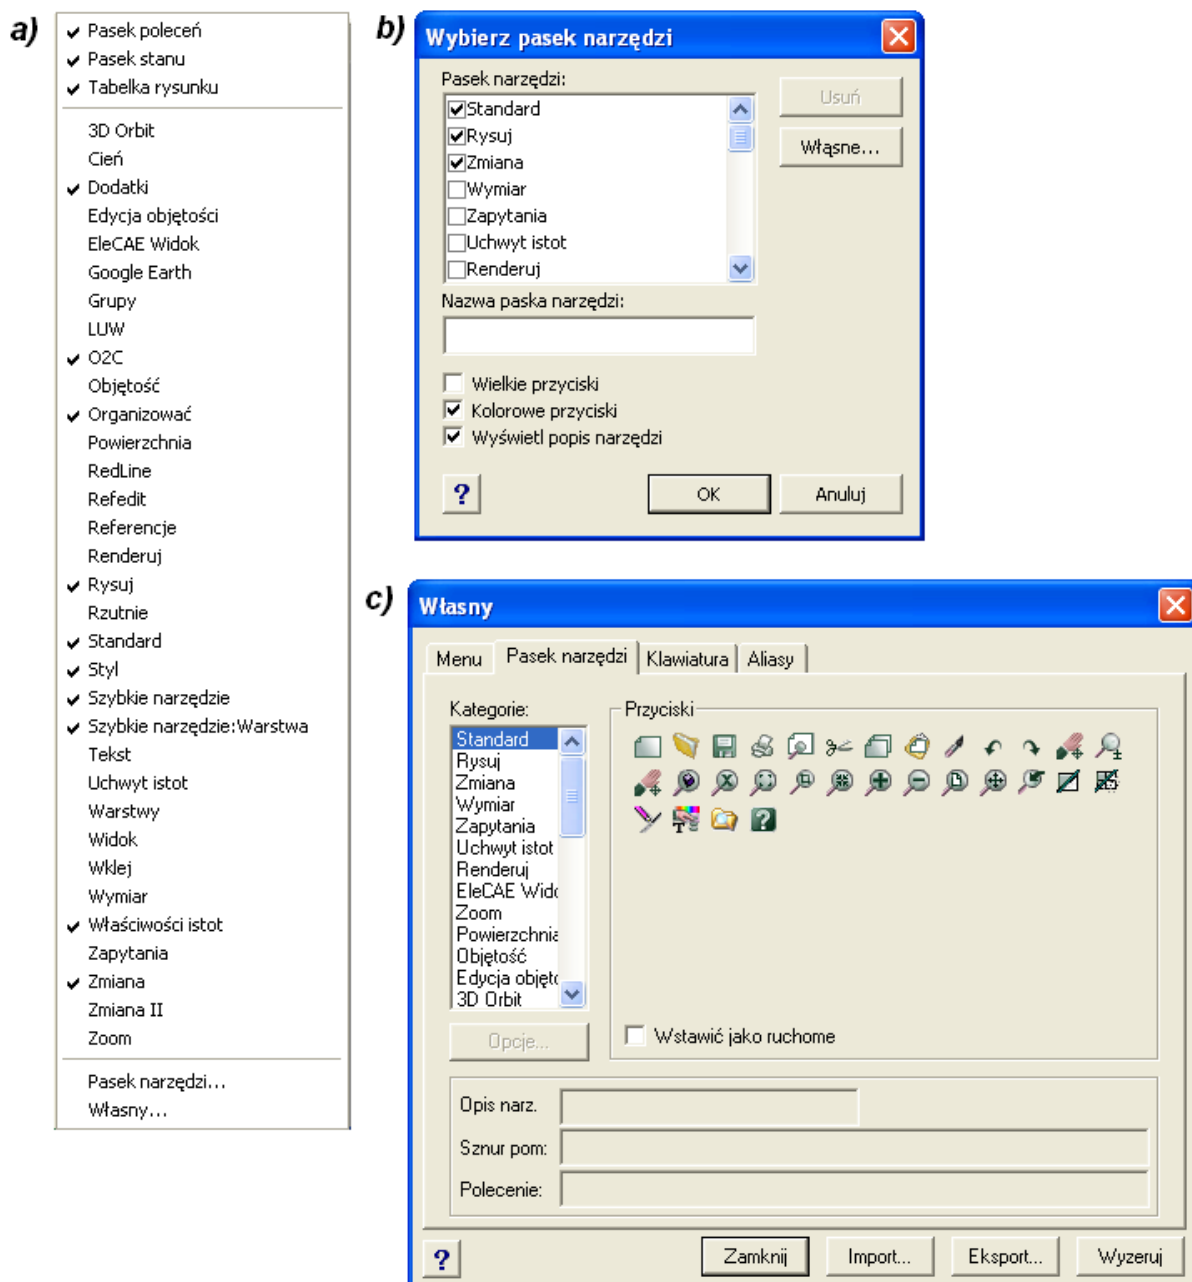 a)
Pasek poleceń
Pasek stanu
Tabelka rysunku
3D Orbit
Cień
Dodatki
Edycja objętości
EleCAE Widok
Google Earth
Grupy
LUW
O2C
Objętość
Organizować
Powierzchnia
RedLine
Refedit
Referencje
Renderuj
Rysuj
Rzutnie
Standard
Styl
Szybkie narzędzie
Szybkie narzędzie:Warstwa
Tekst
Uchwyt istot
Warstwy
Widok
Wklej
Wymiar
Właściwości istot
Zapytania
Zmiana
Zmiana II
Zoom
Pasek narzędzi...
Własny...
b)
Wybierz pasek narzędzi
Pasek narzędzi:
Standard
Rysuj
Zmiana
Wymiar
Zapytania
Uchwyt istot
Renderuj
Usuń
Włąsne...
Nazwa paska narzędzi:
Wielkie przyciski
Kolorowe przyciski
Wyświetl popis narzędzi
? OK Anuluj
c)
Własny
Menu Pasek narzędzi Klawiatura Aliasy
Kategorie:
Standard
Rysuj
Zmiana
Wymiar
Zapytania
Uchwyt istot
Renderuj
EleCAE Wido
Zoom
Powierzchnia
Objętość
Edycja objęto
3D Orbit
Opcje...
Przyciski
Wstawić jako ruchome
Opis narz.
Sznur pom:
Polecenie:
? Zamknij Import... Eksport... Wyzeruj